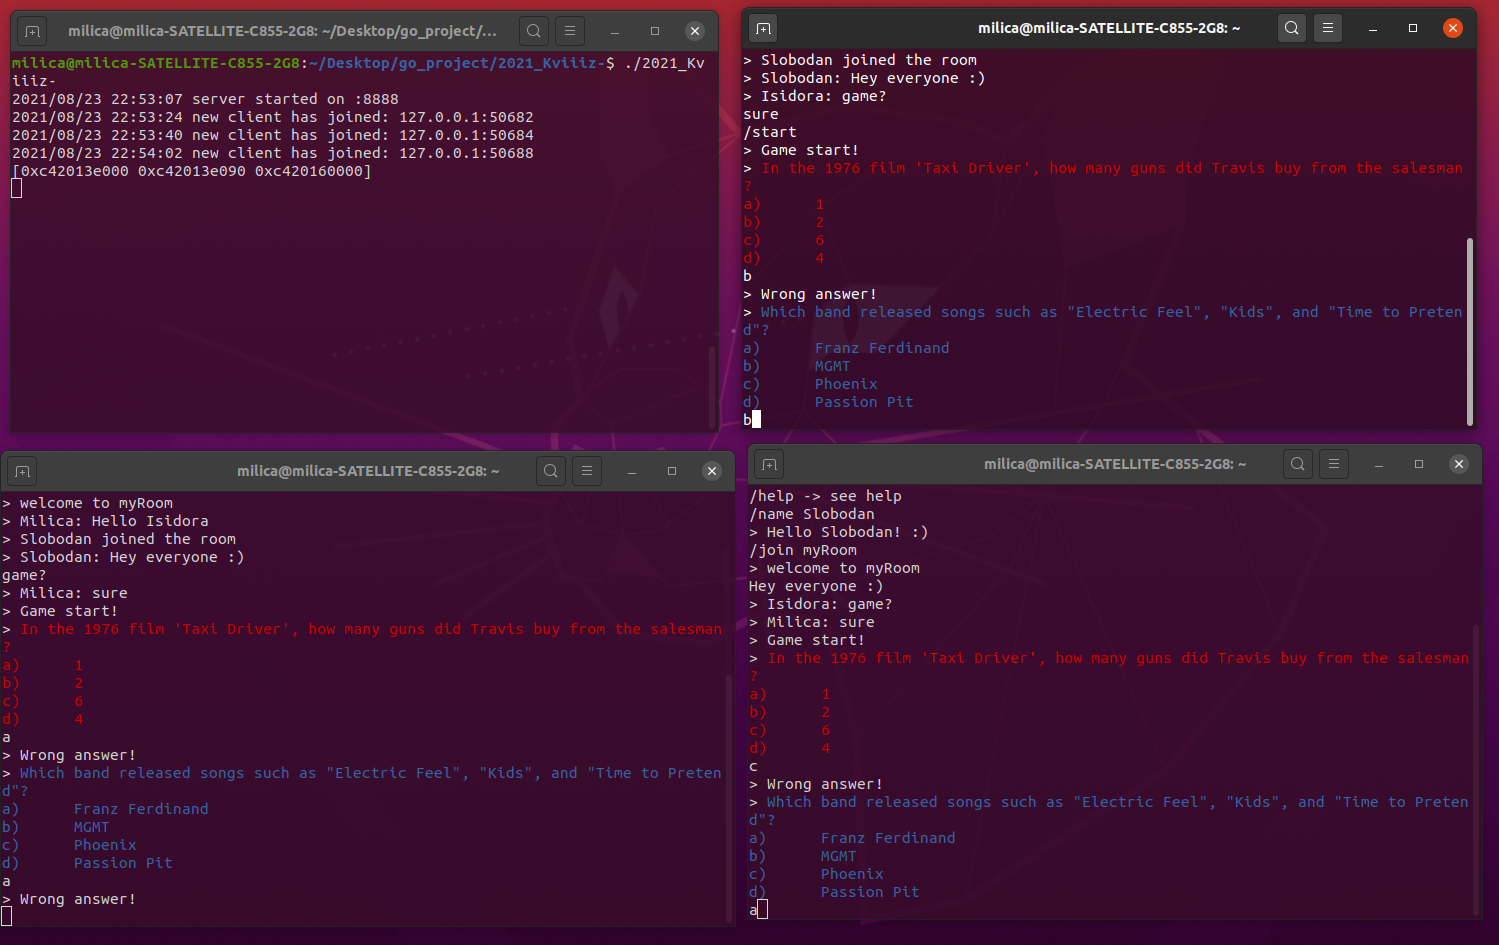 milica@milica-SATELLITE-C855-2G8: ~/Desktop/go_project/...
milica@milica-SATELLITE-C855-2G8:~/Desktop/go_project/2021_Kviiiz-$ ./2021_Kv
iiiz-
2021/08/23 22:53:07 server started on :8888
2021/08/23 22:53:24 new client has joined: 127.0.0.1:50682
2021/08/23 22:53:40 new client has joined: 127.0.0.1:50684
2021/08/23 22:54:02 new client has joined: 127.0.0.1:50688
[0xc42013e000 0xc42013e090 0xc420160000]
milica@milica-SATELLITE-C855-2G8: ~
> Slobodan joined the room
> Slobodan: Hey everyone :)
> Isidora: game?
sure
/start
> Game start!
> In the 1976 film 'Taxi Driver', how many guns did Travis buy from the salesman
?
a) 1
b) 2
c) 6
d) 4
b
> Wrong answer!
> Which band released songs such as "Electric Feel", "Kids", and "Time to Preten
d"?
a) Franz Ferdinand
b) MGMT
c) Phoenix
d) Passion Pit
b
milica@milica-SATELLITE-C855-2G8: ~
> welcome to myRoom
> Milica: Hello Isidora
> Slobodan joined the room
> Slobodan: Hey everyone :)
game?
> Milica: sure
> Game start!
> In the 1976 film 'Taxi Driver', how many guns did Travis buy from the salesman
?
a) 1
b) 2
c) 6
d) 4
a
> Wrong answer!
> Which band released songs such as "Electric Feel", "Kids", and "Time to Preten
d"?
a) Franz Ferdinand
b) MGMT
c) Phoenix
d) Passion Pit
a
> Wrong answer!
milica@milica-SATELLITE-C855-2G8: ~
/help -> see help
/name Slobodan
> Hello Slobodan! :)
/join myRoom
> welcome to myRoom
Hey everyone :)
> Isidora: game?
> Milica: sure
> Game start!
> In the 1976 film 'Taxi Driver', how many guns did Travis buy from the salesman
?
a) 1
b) 2
c) 6
d) 4
c
> Wrong answer!
> Which band released songs such as "Electric Feel", "Kids", and "Time to Preten
d"?
a) Franz Ferdinand
b) MGMT
c) Phoenix
d) Passion Pit
a